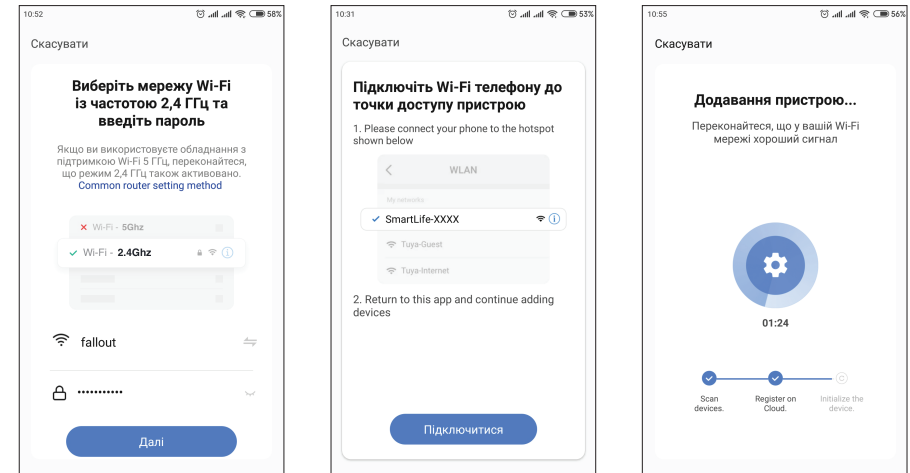 10:52
58%
Скасувати
Виберіть мережу Wi-Fi
із частотою 2,4 ГГц та
введіть пароль
Якщо ви використовуєте обладнання з
підтримкою Wi-Fi 5 ГГц, переконайтеся,
що режим 2,4 ГГц також активовано.
Common router setting method
Wi-Fi - 5Ghz
Wi-Fi - 2.4Ghz
fallout
•••••••••••
Далі
10:31
53%
Скасувати
Підключіть Wi-Fi телефону до
точки доступу пристрою
1. Please connect your phone to the hotspot
shown below
WLAN
My networks
SmartLife-XXXX
Tuya-Guest
Tuya-Internet
2. Return to this app and continue adding
devices
Підключитися
10:55
56%
Скасувати
Додавання пристрою...
Переконайтеся, що у вашій Wi-Fi
мережі хороший сигнал
01:24
Scan
devices.
Register on
Cloud.
Initialize the
device.